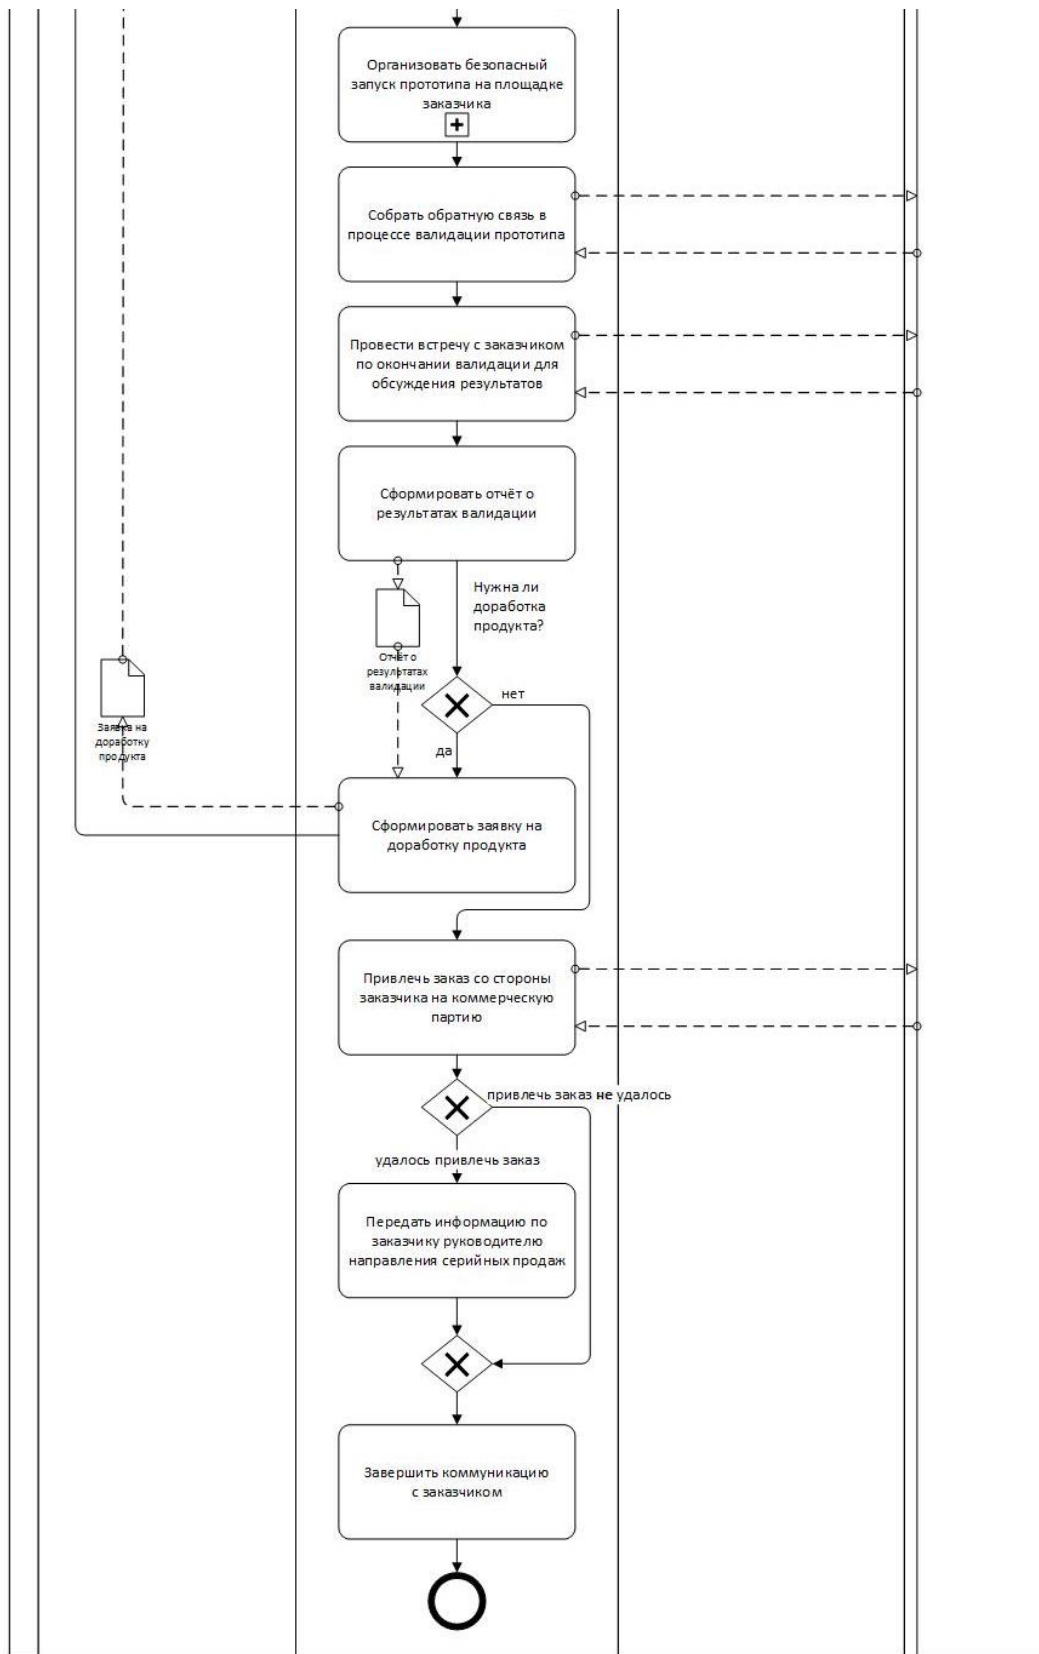 Организовать безопасный
запуск прототипа на площадке
заказчика
Собрать обратную связь в
процессе валидации прототипа
Провести встречу с заказчиком
по окончании валидации для
обсуждения результатов
Сформировать отчёт о
результатах валидации
Нужна ли
доработка
продукта?
Отчёт о
результатах
валидации
нет
Заявка на
доработку
продукта
да
Сформировать заявку на
доработку продукта
Привлечь заказ со стороны
заказчика на коммерческую
партию
привлечь заказ не удалось
удалось привлечь заказ
Передать информацию по
заказчику руководителю
направления серийных продаж
Завершить коммуникацию
с заказчиком